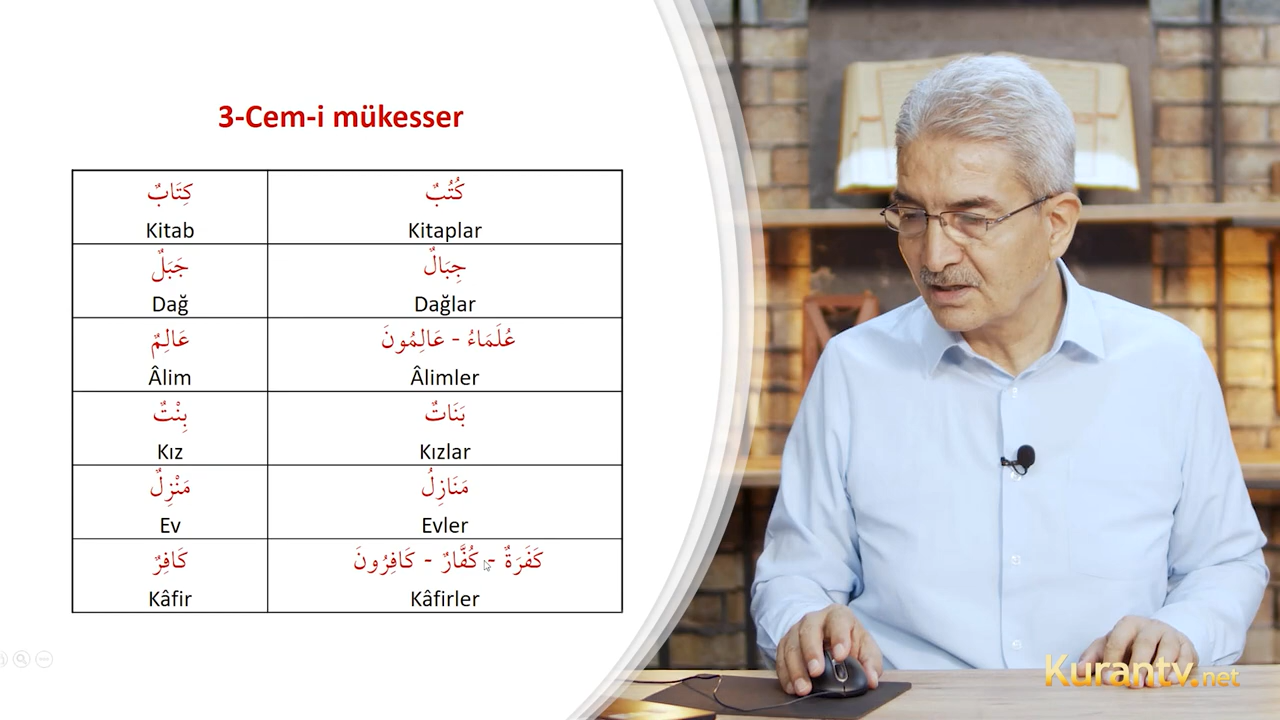 3-Cem-i mükesser
كِتَابٌ
Kitab
كُتُبٌ
Kitaplar
جَبَلٌ
Dağ
جِبَالٌ
Dağlar
عَالِمٌ
Âlim
عُلَمَاءُ - عَالِمُونَ
Âlimler
بِنْتٌ
Kız
بَنَاتٌ
Kızlar
مَنْزِلٌ
Ev
مَنَازِلُ
Evler
كَافِرٌ
Kâfir
كَفَرَةٌ - كُفَّارٌ - كَافِرُونَ
Kâfirler
Kurantv.net